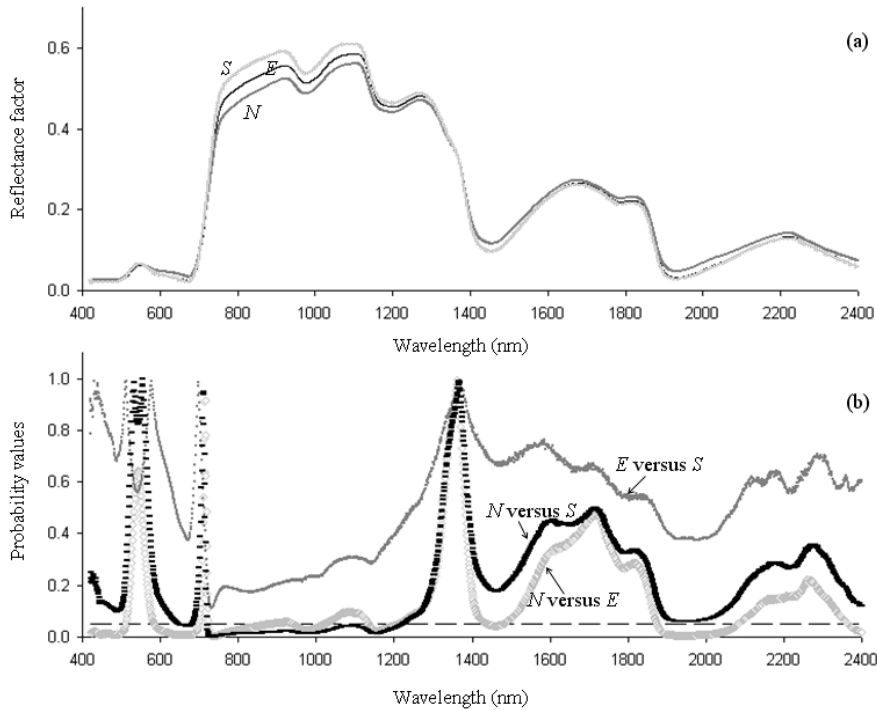 (a)
Reflectance factor
0.6
0.4
0.2
0.0
S
E
N
400 600 800 1000 1200 1400 1600 1800 2000 2200 2400
Wavelength (nm)
(b)
Probability values
1.0
0.8
0.6
0.4
0.2
0.0
E versus S
N versus S
N versus E
400 600 800 1000 1200 1400 1600 1800 2000 2200 2400
Wavelength (nm)